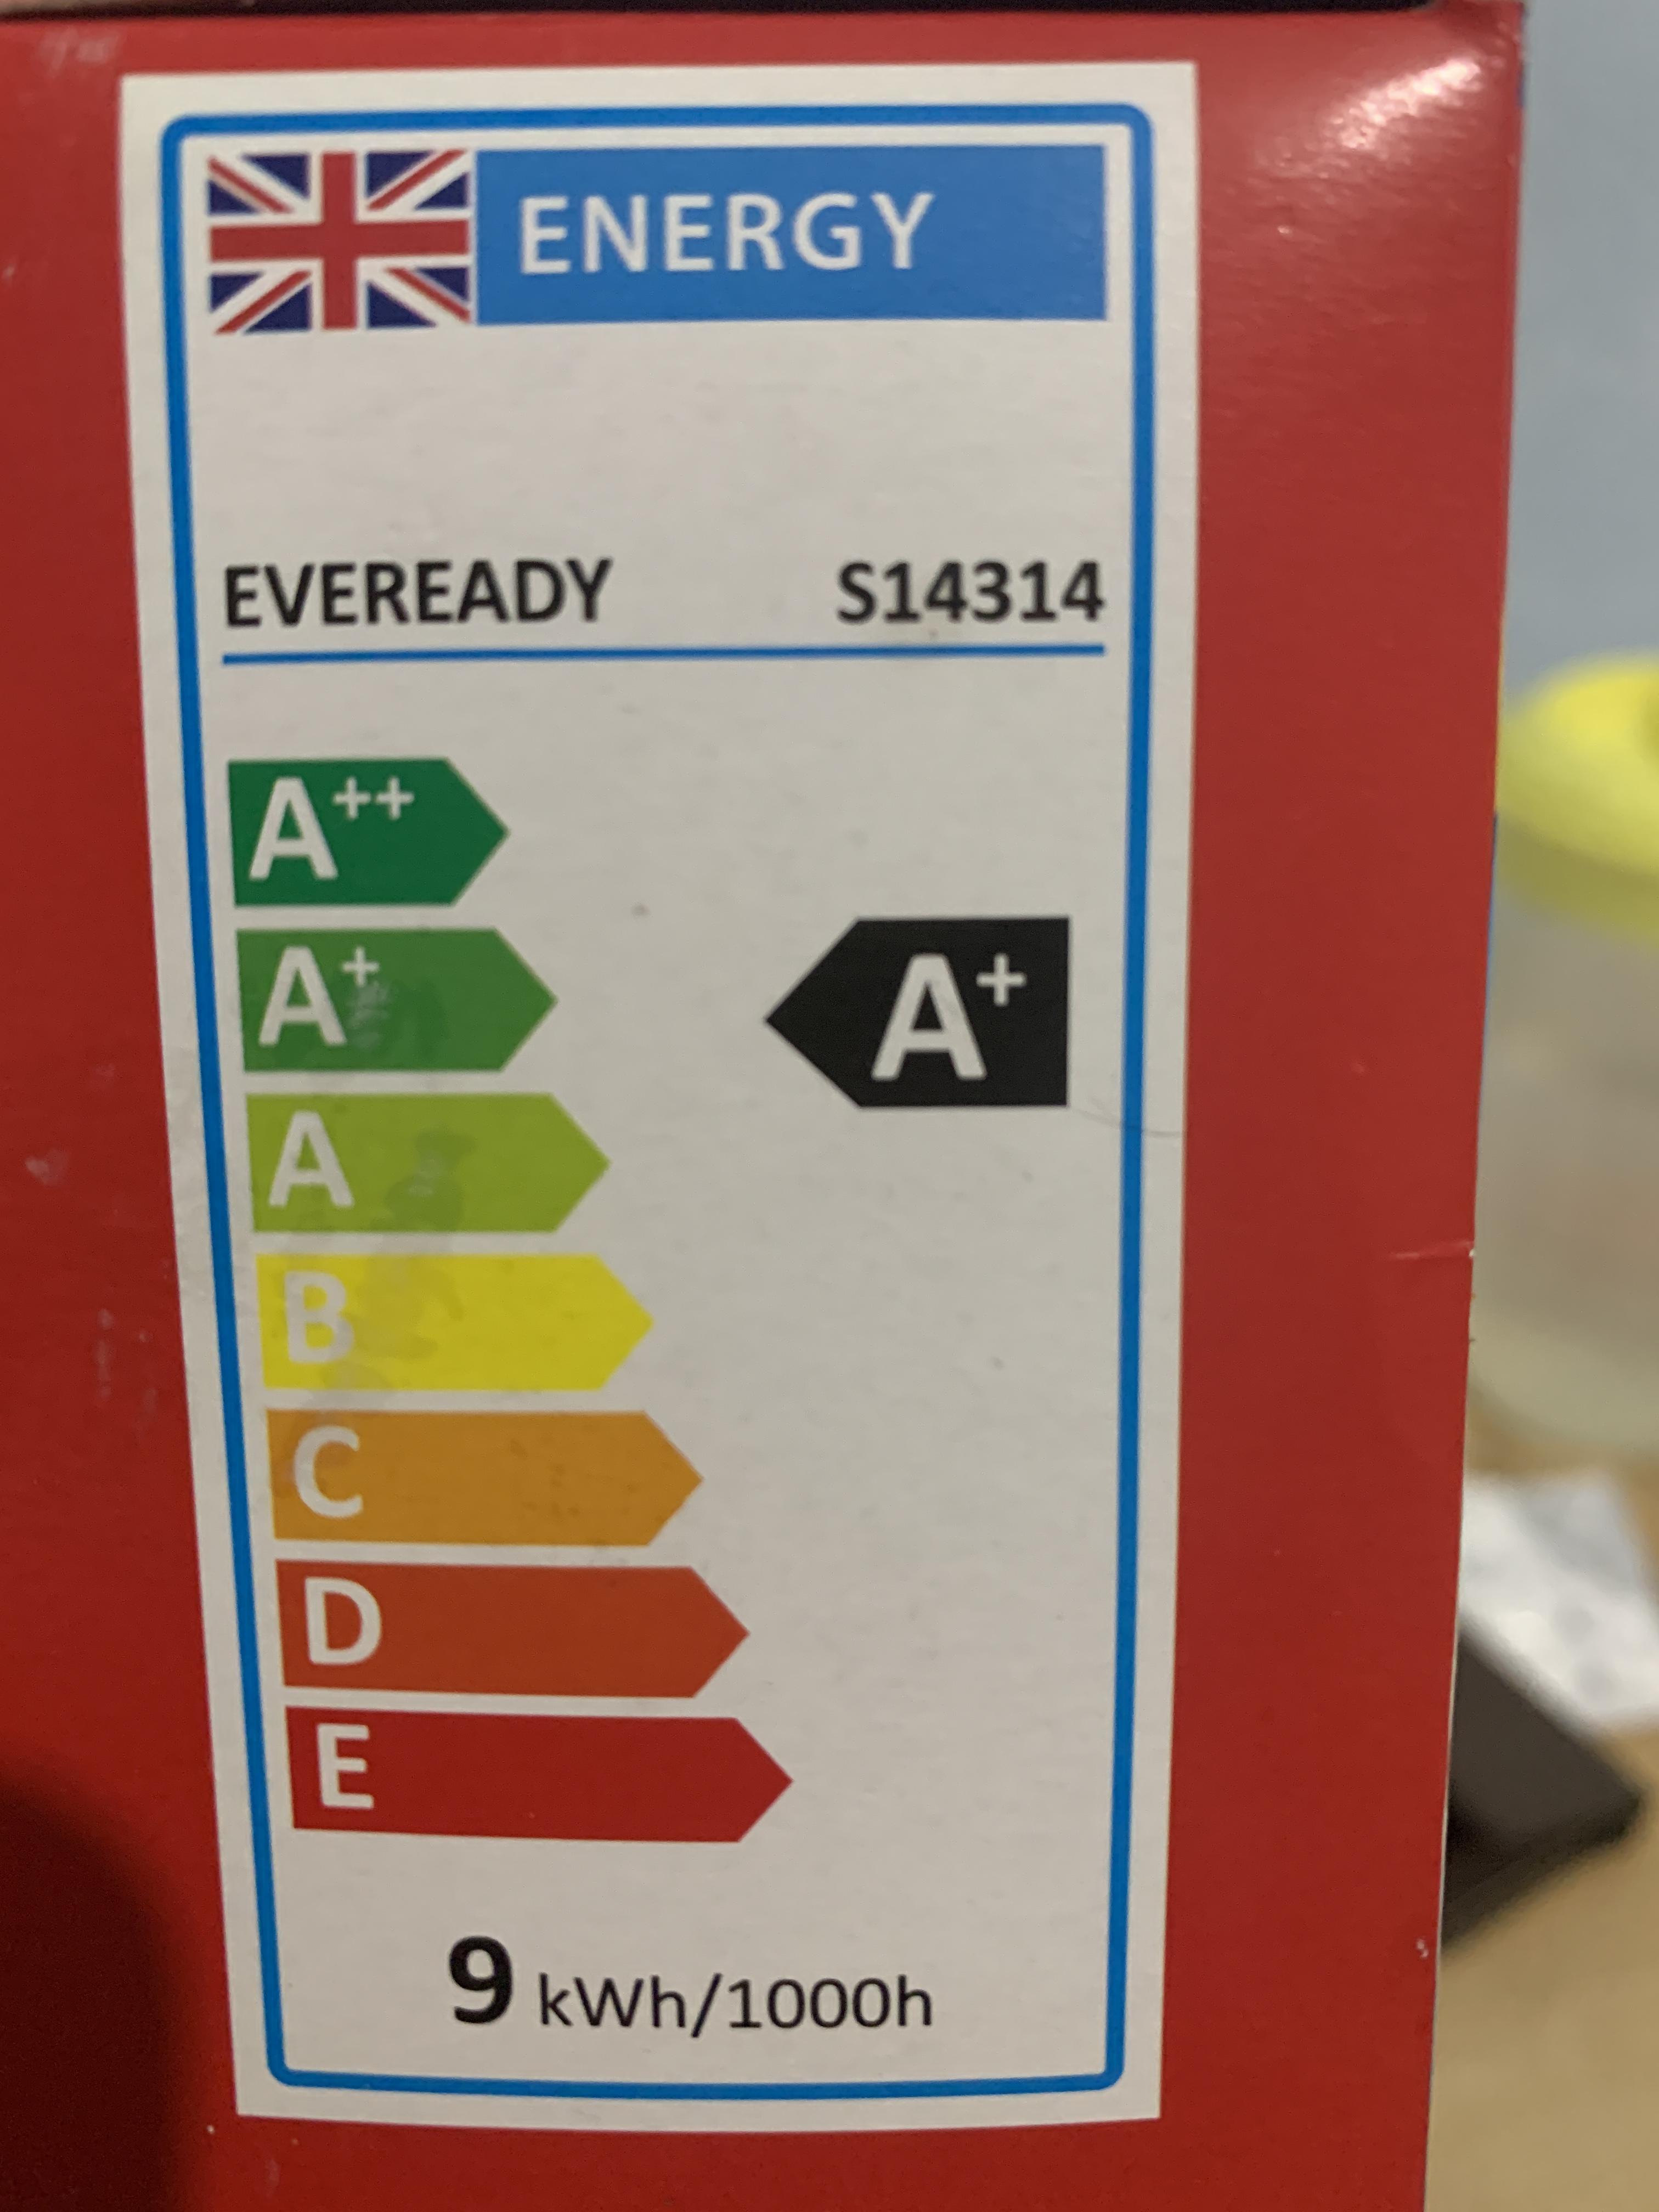 ENERGY
EVEREADY S14314
A++
A+ A+
A
B
C
D
E
9 kWh/1000h